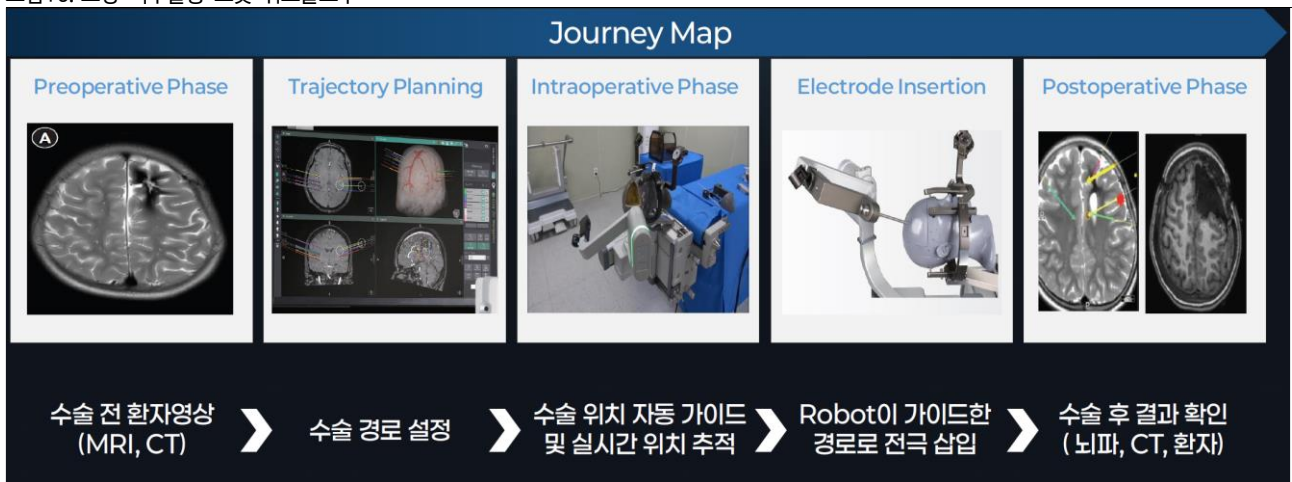 Journey Map
Preoperative Phase
Trajectory Planning
Intraoperative Phase
Electrode Insertion
Postoperative Phase
A
수술 전 환자영상
(MRI, CT)
수술 경로 설정
수술 위치 자동 가이드
및 실시간 위치 추적
Robot이 가이드한
경로로 전극 삽입
수술 후 결과 확인
( 뇌파, CT, 환자)